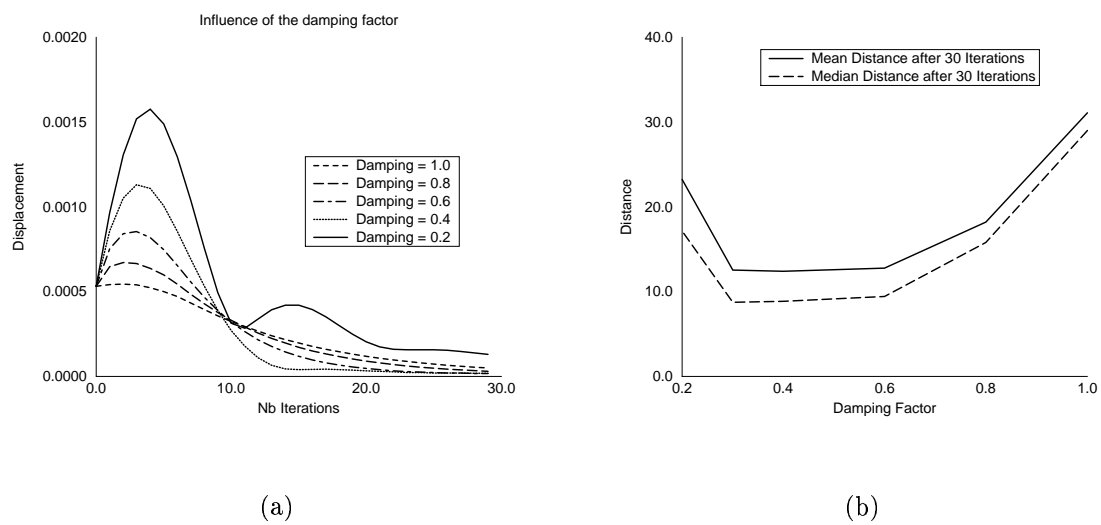 Influence of the damping factor
0.0020
0.0015
0.0010
0.0005
0.0000
Displacement
Damping = 1.0
Damping = 0.8
Damping = 0.6
Damping = 0.4
Damping = 0.2
0.0
10.0
20.0
30.0
Nb Iterations
(a)
40.0
30.0
20.0
10.0
0.0
Distance
Mean Distance after 30 Iterations
Median Distance after 30 Iterations
0.2
0.4
0.6
0.8
1.0
Damping Factor
(b)